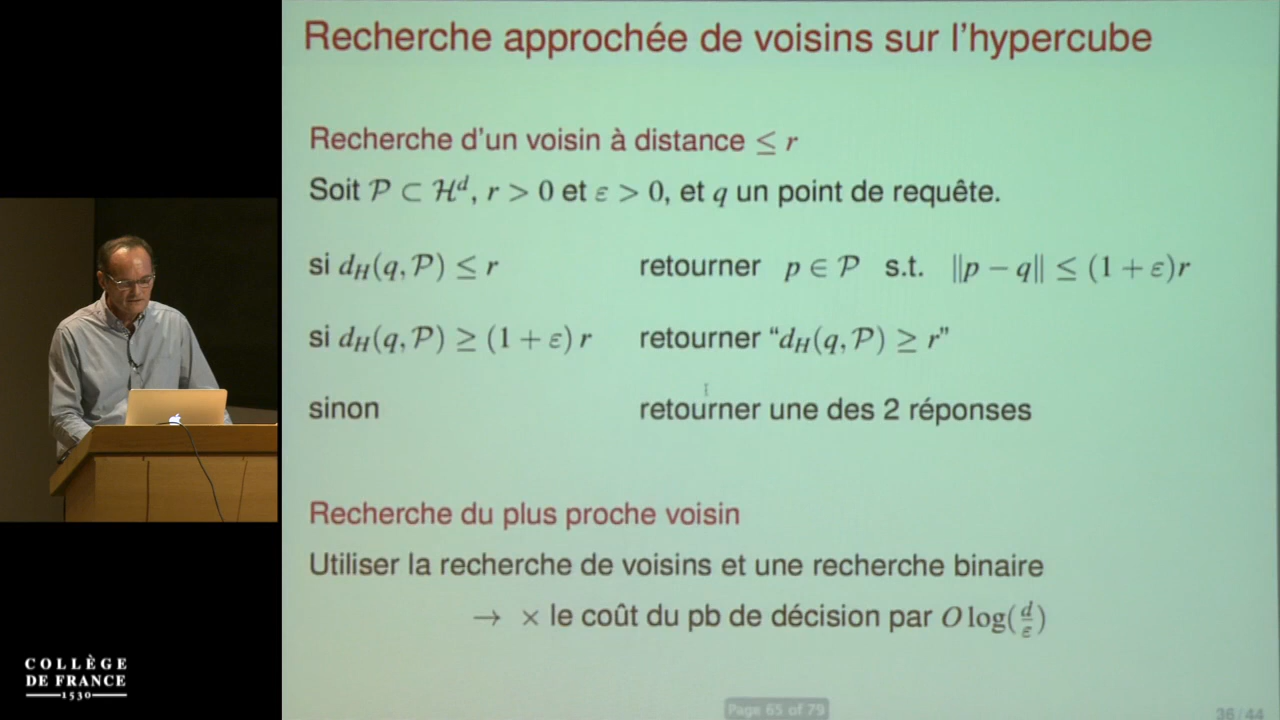 Recherche approchée de voisins sur l'hypercube
Recherche d'un voisin à distance ≤ r
Soit 𝒫 ⊂ ℋᵈ, r > 0 et ε > 0, et q un point de requête.
si d_H(q, 𝒫) ≤ r retourner p ∈ 𝒫 s.t. ‖p − q‖ ≤ (1 + ε)r
si d_H(q, 𝒫) ≥ (1 + ε) r retourner “d_H(q, 𝒫) ≥ r”
sinon retourner une des 2 réponses
Recherche du plus proche voisin
Utiliser la recherche de voisins et une recherche binaire
→ × le coût du pb de décision par O log(d/ε)
Page 65 of 79
36/44
COLLÈGE
DE FRANCE
1530